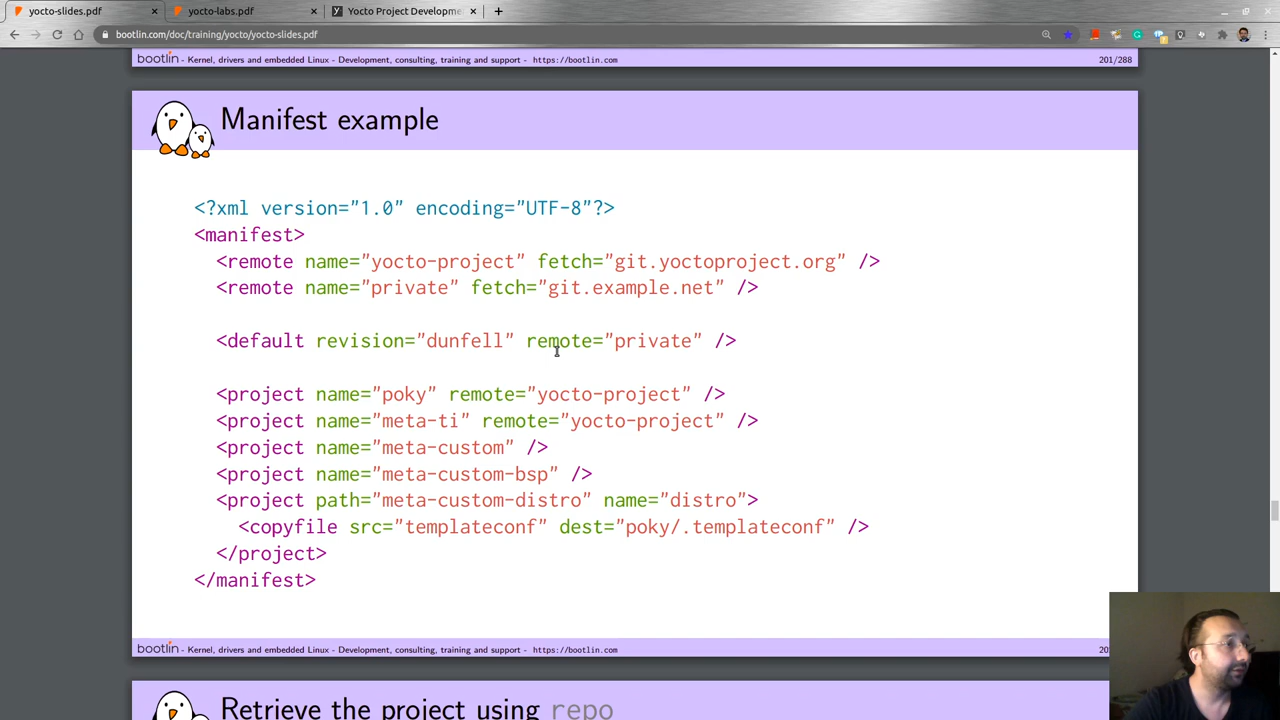 yocto-slides.pdf
yocto-labs.pdf
Yocto Project Developme
bootlin.com/doc/training/yocto/yocto-slides.pdf
bootlin - Kernel, drivers and embedded Linux - Development, consulting, training and support - https://bootlin.com 201/288
Manifest example
<?xml version="1.0" encoding="UTF-8"?>
<manifest>
<remote name="yocto-project" fetch="git.yoctoproject.org" />
<remote name="private" fetch="git.example.net" />
<default revision="dunfell" remote="private" />
<project name="poky" remote="yocto-project" />
<project name="meta-ti" remote="yocto-project" />
<project name="meta-custom" />
<project name="meta-custom-bsp" />
<project path="meta-custom-distro" name="distro">
<copyfile src="templateconf" dest="poky/.templateconf" />
</project>
</manifest>
bootlin - Kernel, drivers and embedded Linux - Development, consulting, training and support - https://bootlin.com 20
Retrieve the project using repo